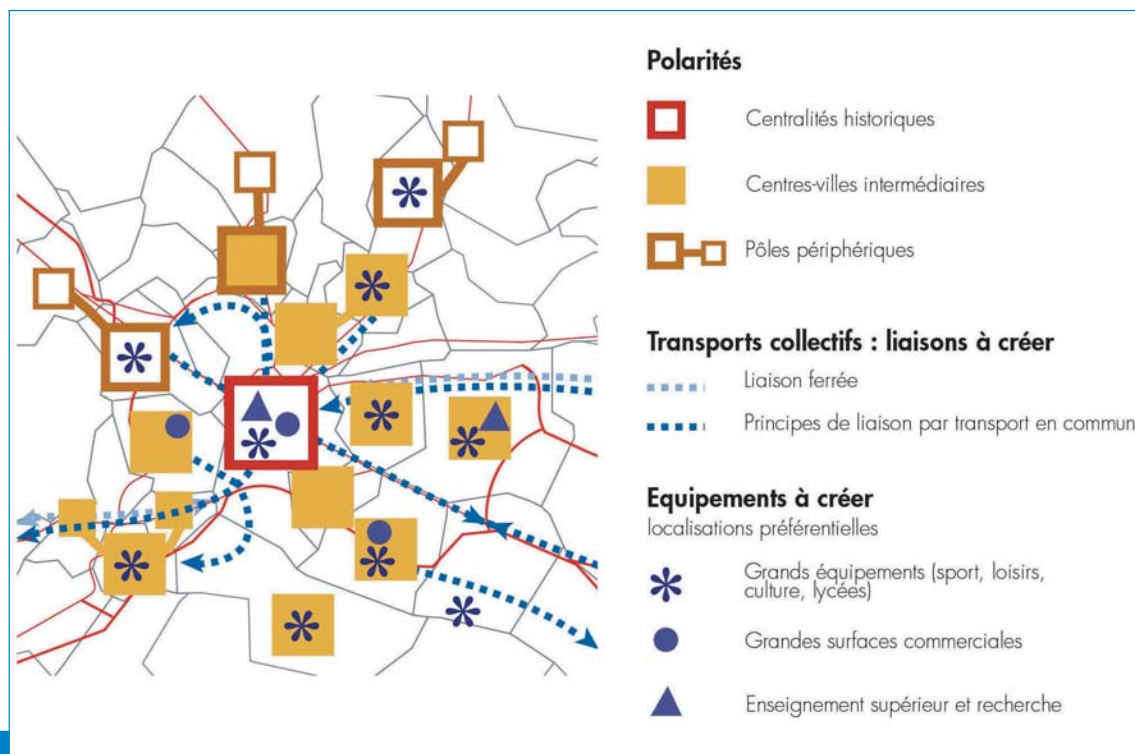 Polarités
Centralités historiques
Centres-villes intermédiaires
Pôles périphériques
Transports collectifs : liaisons à créer
Liaison ferrée
Principes de liaison par transport en commun
Equipements à créer
localisations préférentielles
Grands équipements (sport, loisirs,
culture, lycées)
Grandes surfaces commerciales
Enseignement supérieur et recherche